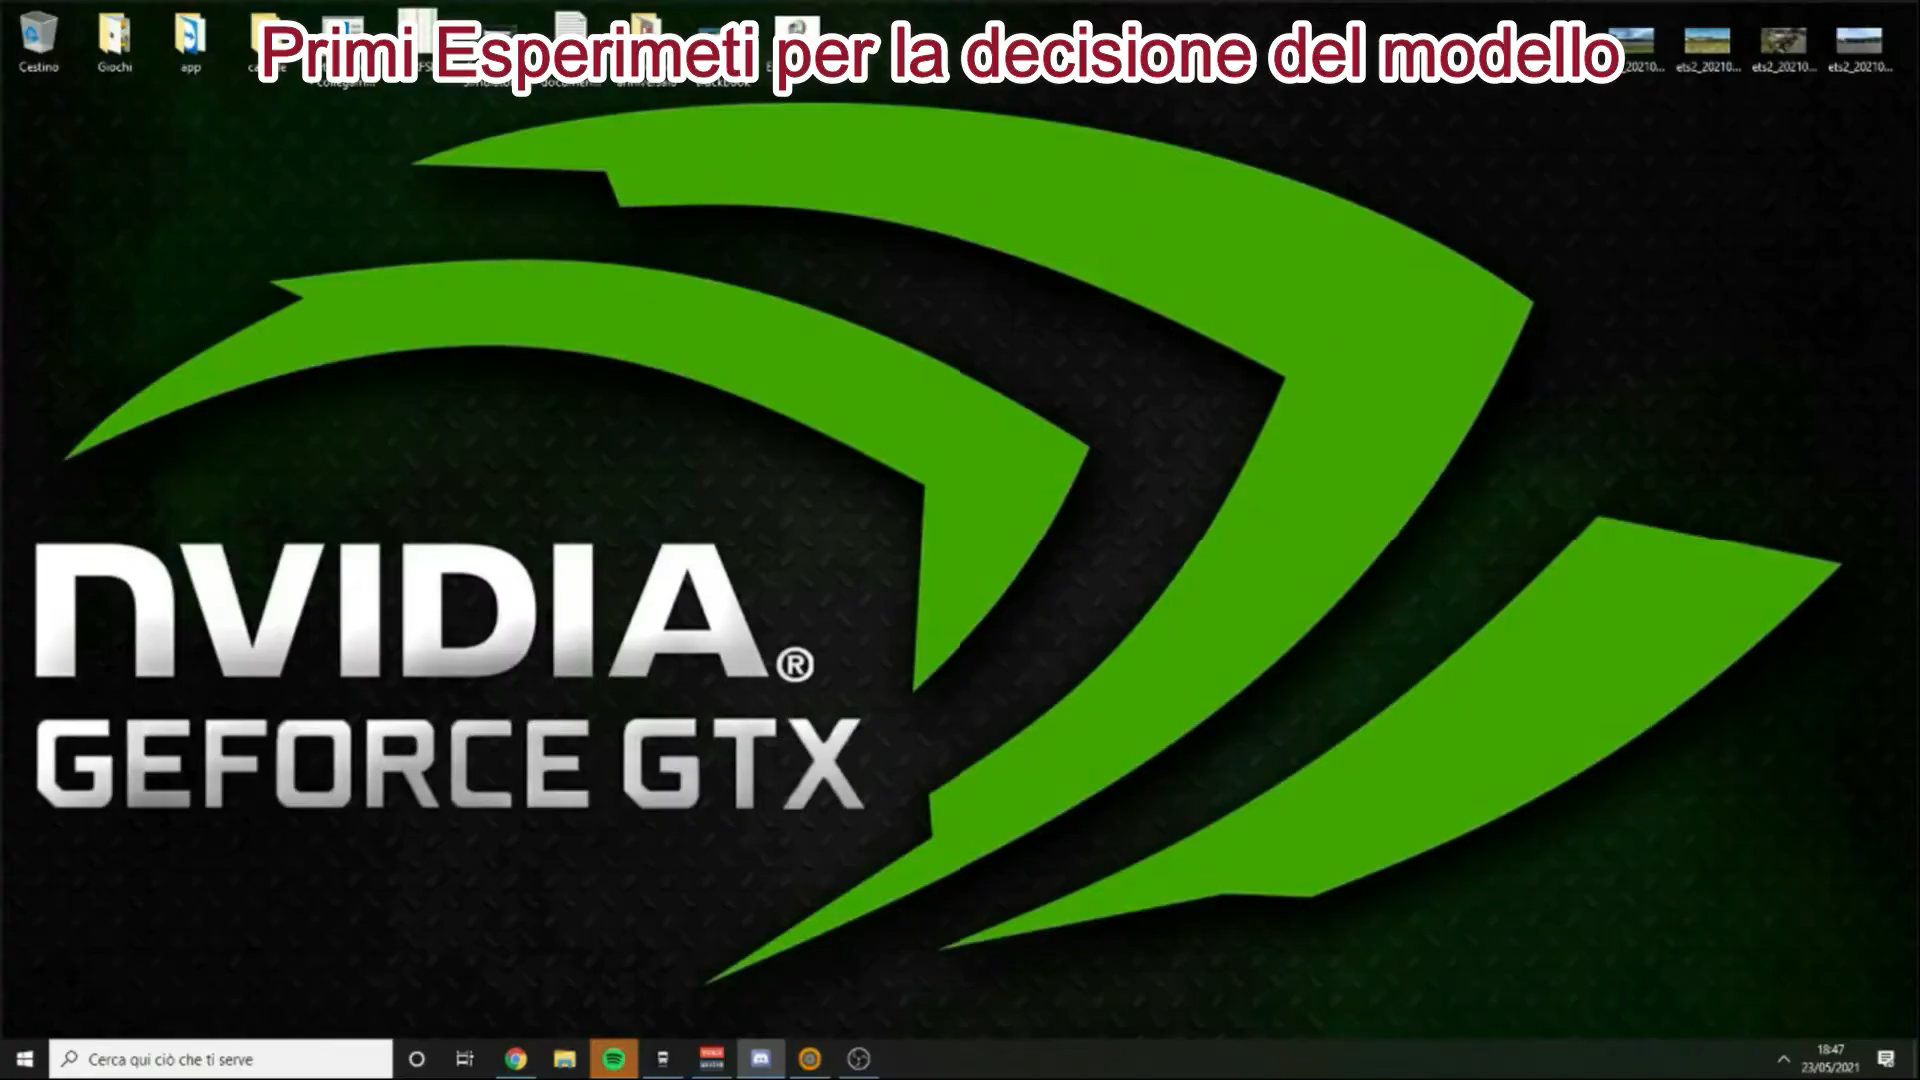 Primi Esperimeti per la decisione del modello
Cestino
Giochi
app
ets2_20210...
ets2_20210...
ets2_20210...
NVIDIA®
GEFORCE GTX
Cerca qui ciò che ti serve
18:47
23/05/2021